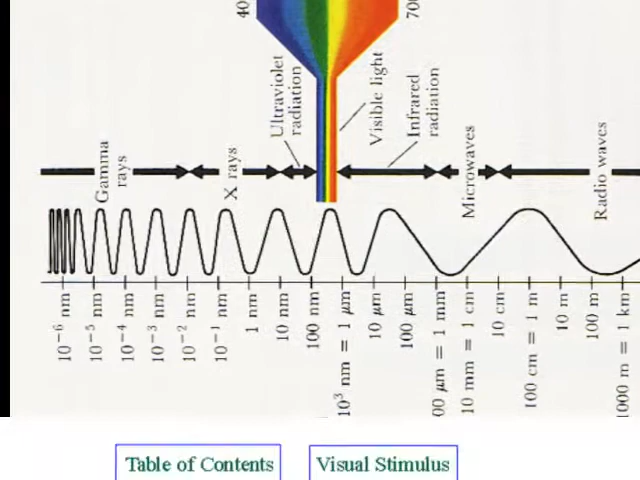 40
700
Ultraviolet
radiation
Visible light
Infrared
radiation
Gamma
rays
X rays
Microwaves
Radio waves
10⁻⁶ nm
10⁻⁵ nm
10⁻⁴ nm
10⁻³ nm
10⁻² nm
10⁻¹ nm
1 nm
10 nm
100 nm
10³ nm = 1 μm
10 μm
100 μm
00 μm = 1 mm
10 mm = 1 cm
10 cm
100 cm = 1 m
10 m
100 m
1000 m = 1 km
Table of Contents
Visual Stimulus